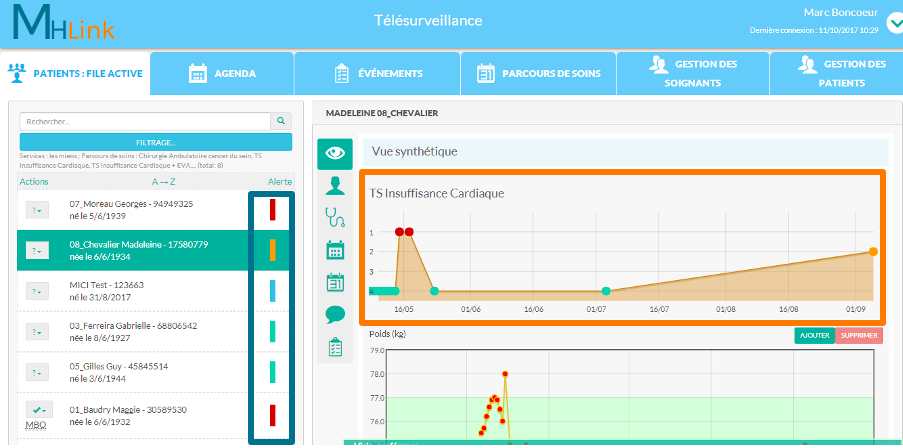 MHLink
Télésurveillance
Marc Boncoeur
Dernière connexion : 11/10/2017 10:29
PATIENTS : FILE ACTIVE
AGENDA
ÉVÉNEMENTS
PARCOURS DE SOINS
GESTION DES
SOIGNANTS
GESTION DES
PATIENTS
Rechercher...
FILTRAGE...
Services : les miens ; Parcours de soins : Chirurgie Ambulatoire cancer du sein, TS
Insuffisance Cardiaque, TS Insuffisance Cardiaque + EVA... (total: 8)
Actions
A → Z
Alerte
? 07_Moreau Georges - 94949325
né le 5/6/1939
? 08_Chevalier Madeleine - 17580779
née le 6/6/1934
? MICI Test - 123663
né le 31/8/2017
? 03_Ferreira Gabrielle - 68806542
née le 8/6/1927
? 05_Gilles Guy - 45845514
né le 3/6/1944
01_Baudry Maggie - 30589530
MBO né le 6/6/1932
MADELEINE 08_CHEVALIER
Vue synthétique
TS Insuffisance Cardiaque
1
2
3
4
16/05 01/06 16/06 01/07 16/07 01/08 16/08 01/09
Poids (kg)
AJOUTER
SUPPRIMER
79.0
78.0
77.0
76.0